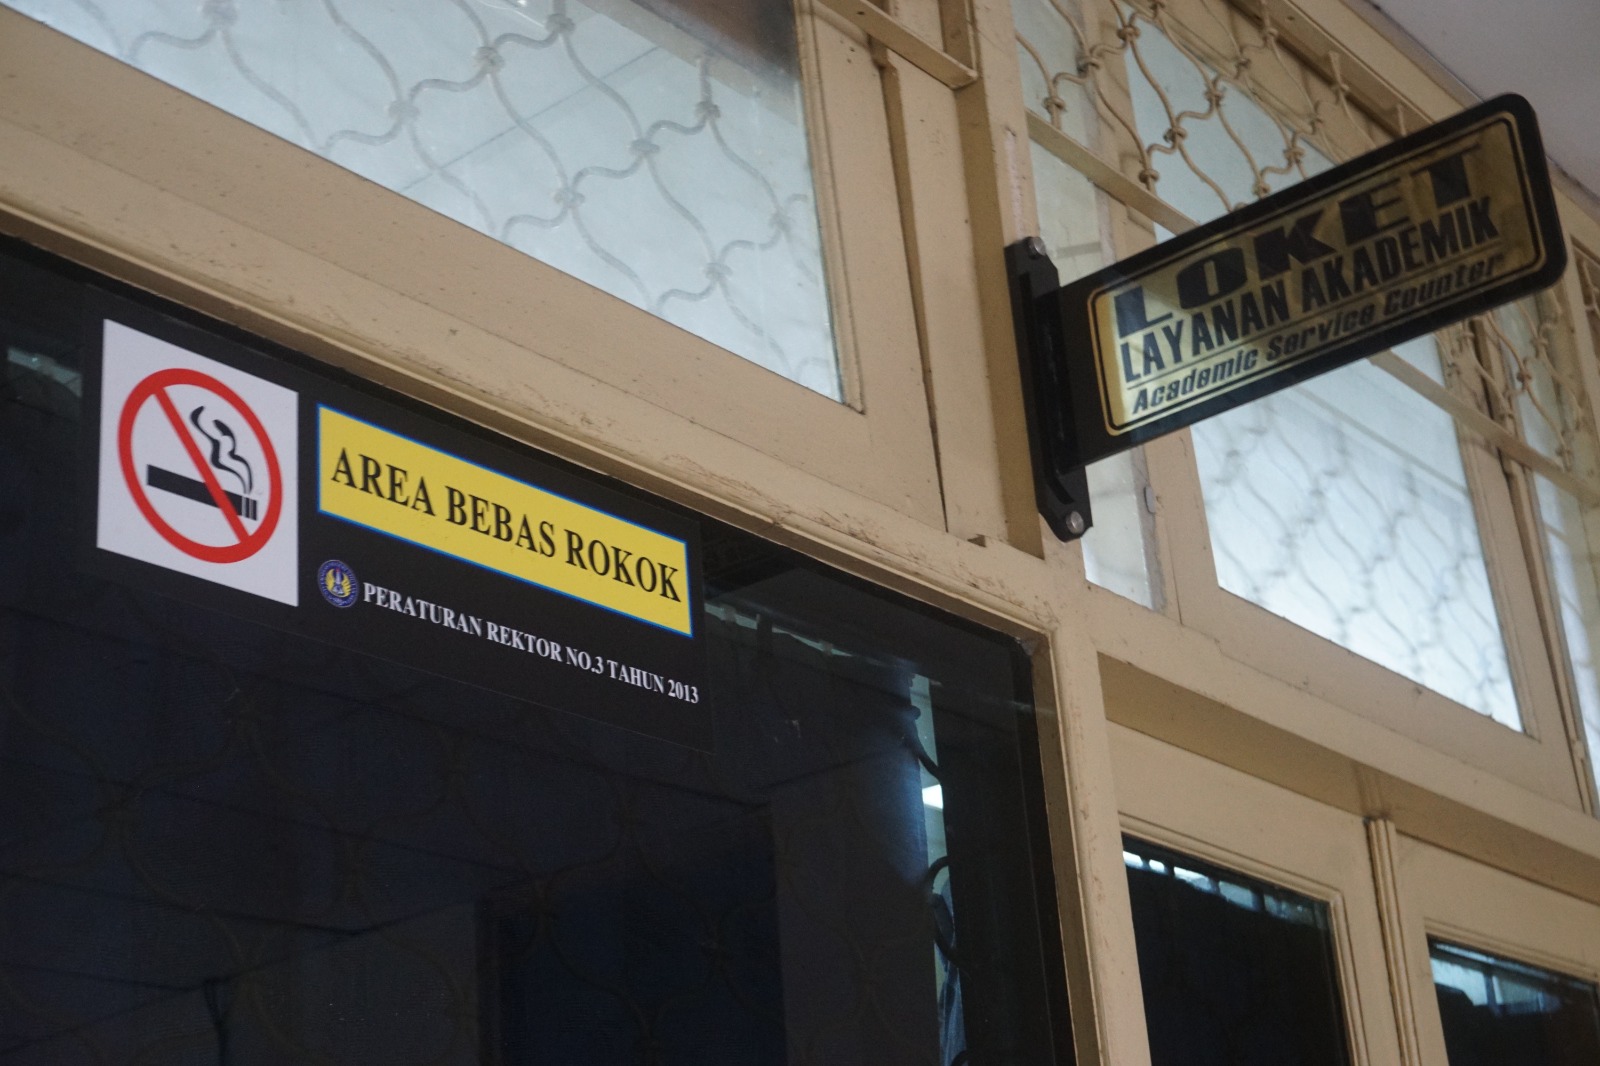 AREA BEBAS ROKOK
PERATURAN REKTOR NO.3 TAHUN 2013
LOKET
LAYANAN AKADEMIK
Academic Service Counter